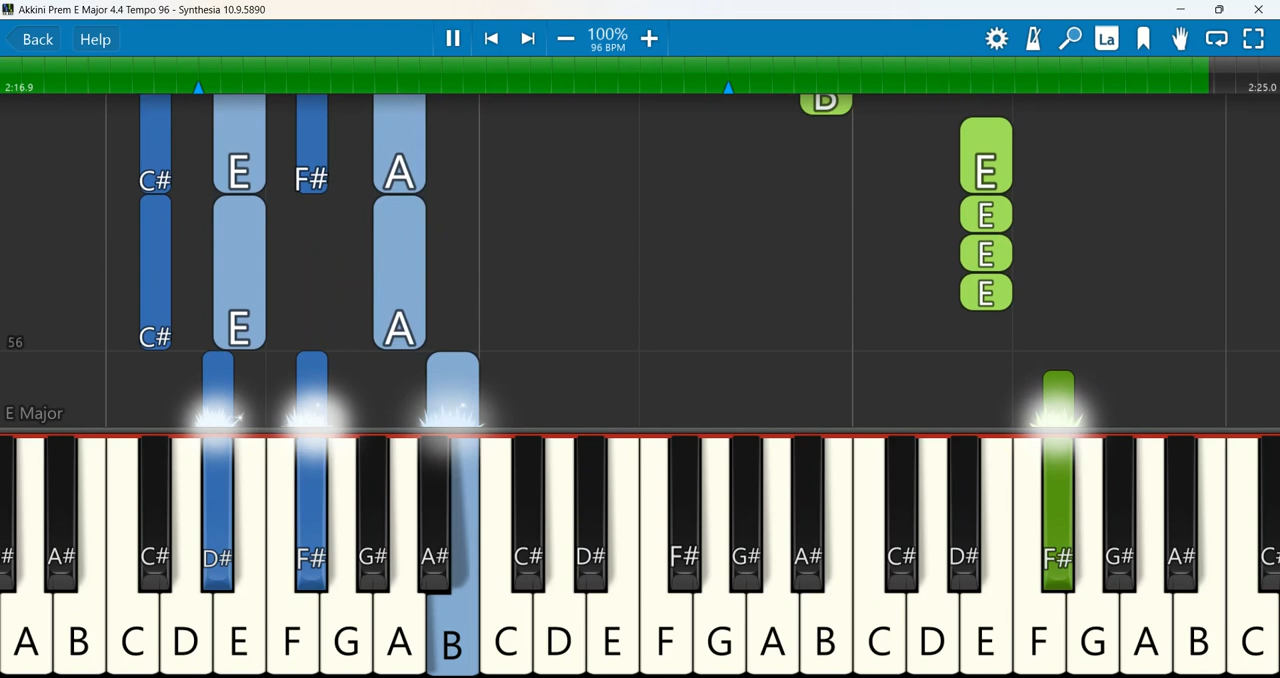 Akkini Prem E Major 4.4 Tempo 96 - Synthesia 10.9.5890
Back Help 100% La
96 BPM
2:16.9 2:25.0
D
C# E F# A E
E
E
C# E A E
56
E Major
# A# C# D# F# G# A# C# D# F# G# A# C# D# F# G# A# C
A B C D E F G A B C D E F G A B C D E F G A B C